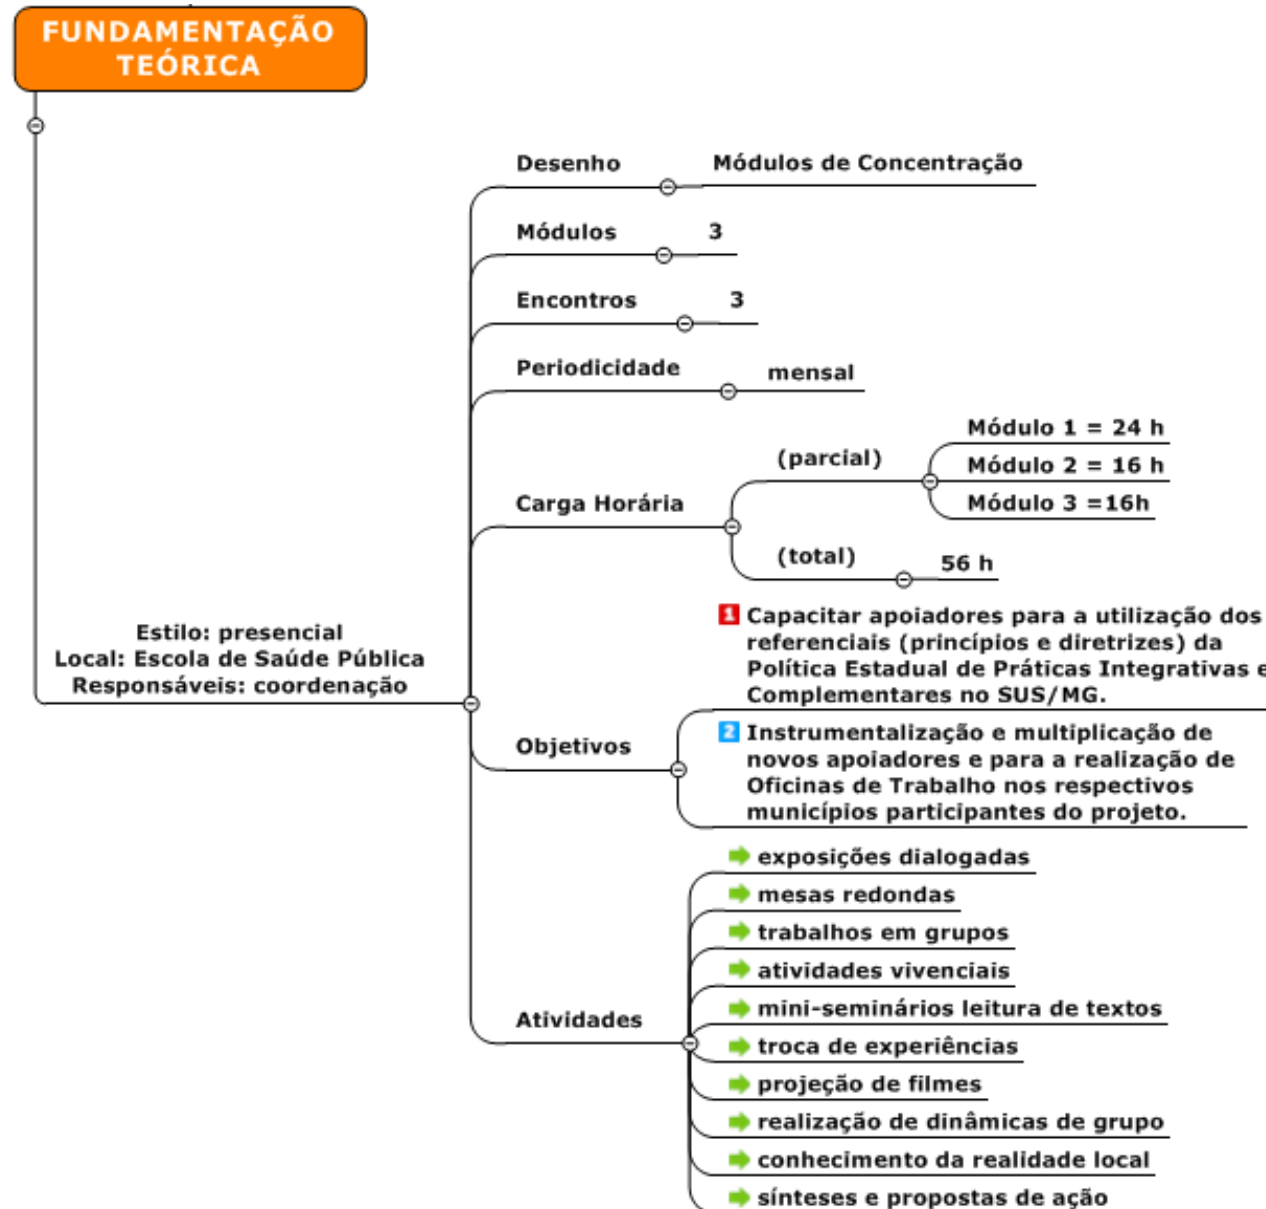 FUNDAMENTAÇÃO
TEÓRICA
Desenho
Módulos de Concentração
Módulos
3
Encontros
3
Periodicidade
mensal
Carga Horária
(parcial)
Módulo 1 = 24 h
Módulo 2 = 16 h
Módulo 3 =16h
(total)
56 h
Estilo: presencial
Local: Escola de Saúde Pública
Responsáveis: coordenação
Objetivos
1 Capacitar apoiadores para a utilização dos
referenciais (princípios e diretrizes) da
Política Estadual de Práticas Integrativas e
Complementares no SUS/MG.
2 Instrumentalização e multiplicação de
novos apoiadores e para a realização de
Oficinas de Trabalho nos respectivos
municípios participantes do projeto.
Atividades
exposições dialogadas
mesas redondas
trabalhos em grupos
atividades vivenciais
mini-seminários leitura de textos
troca de experiências
projeção de filmes
realização de dinâmicas de grupo
conhecimento da realidade local
sínteses e propostas de ação